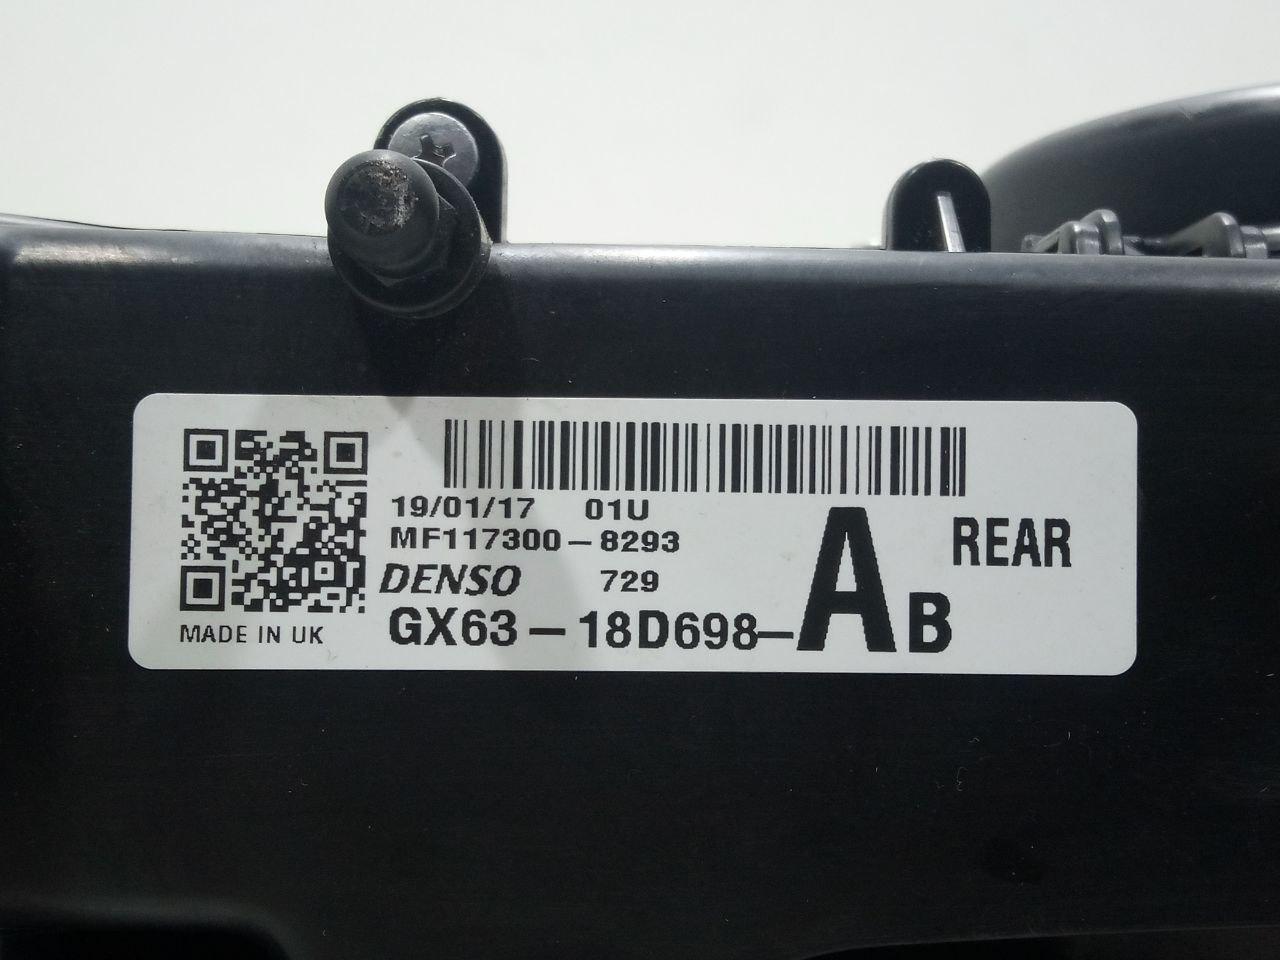 19/01/17 01U
MF117300-8293
DENSO 729
GX63-18D698-AB
REAR
MADE IN UK